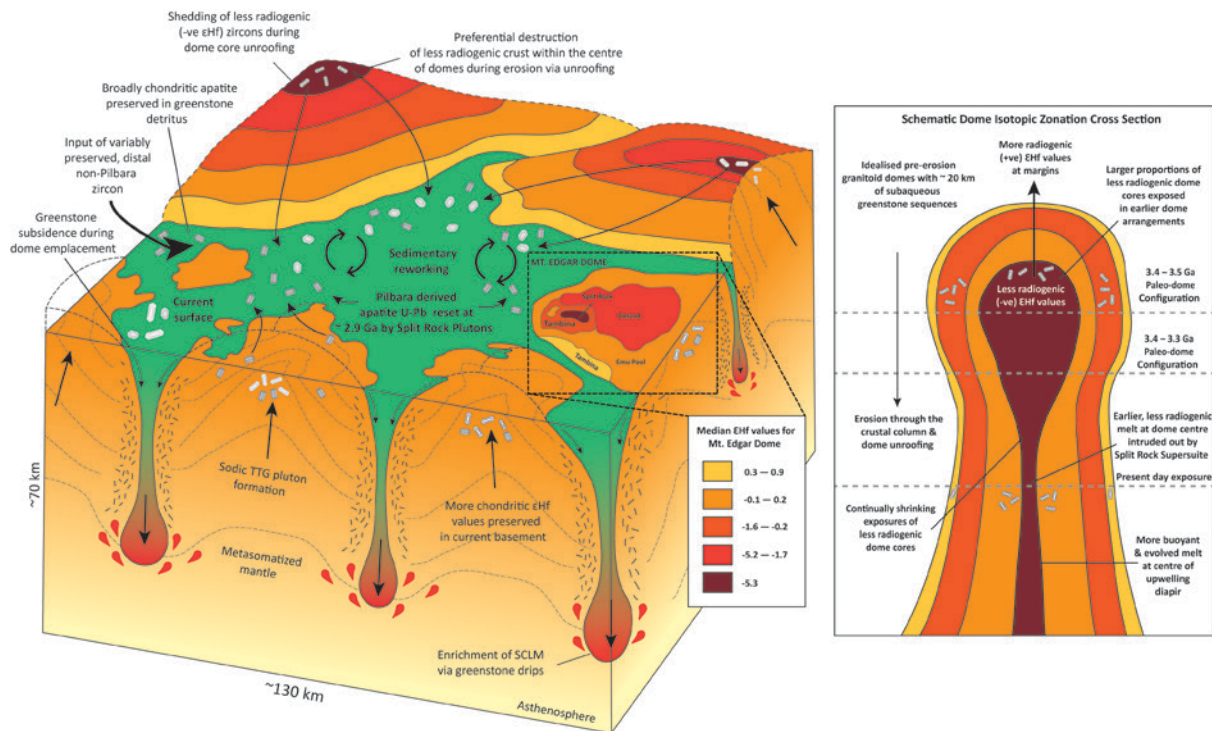 Shedding of less radiogenic
(-ve εHf) zircons during
dome core unroofing
Preferential destruction
of less radiogenic crust within the centre
of domes during erosion via unroofing
Broadly chondritic apatite
preserved in greenstone
detritus
Input of variably
preserved, distal
non-Pilbara
zircon
Greenstone
subsidence during
dome emplacement
Sedimentary
reworking
Current
surface
Pilbara derived
apatite U-Pb reset at
~ 2.9 Ga by Split Rock Plutons
MT. EDGAR DOME
Split Rock
Tambina
Cleland
Tambina
Emu Pool
~70 km
Sodic TTG pluton
formation
More chondritic εHf
values preserved
in current basement
Metasomatized
mantle
Enrichment of SCLM
via greenstone drips
~130 km
Asthenosphere
Median EHf values for
Mt. Edgar Dome
0.3 — 0.9
-0.1 — 0.2
-1.6 — -0.2
-5.2 — -1.7
-5.3
Schematic Dome Isotopic Zonation Cross Section
Idealised pre-erosion
granitoid domes with ~ 20 km
of subaqueous
greenstone sequences
More radiogenic
(+ve) EHf values
at margins
Larger proportions of
less radiogenic dome
cores exposed
in earlier dome
arrangements
Less radiogenic
(-ve) EHf values
3.4 – 3.5 Ga
Paleo-dome
Configuration
3.4 – 3.3 Ga
Paleo-dome
Configuration
Erosion through the
crustal column &
dome unroofing
Earlier, less radiogenic
melt at dome centre
intruded out by
Split Rock Supersuite
Present day exposure
Continually shrinking
exposures of
less radiogenic
dome cores
More buoyant
& evolved melt
at centre of
upwelling
diapir